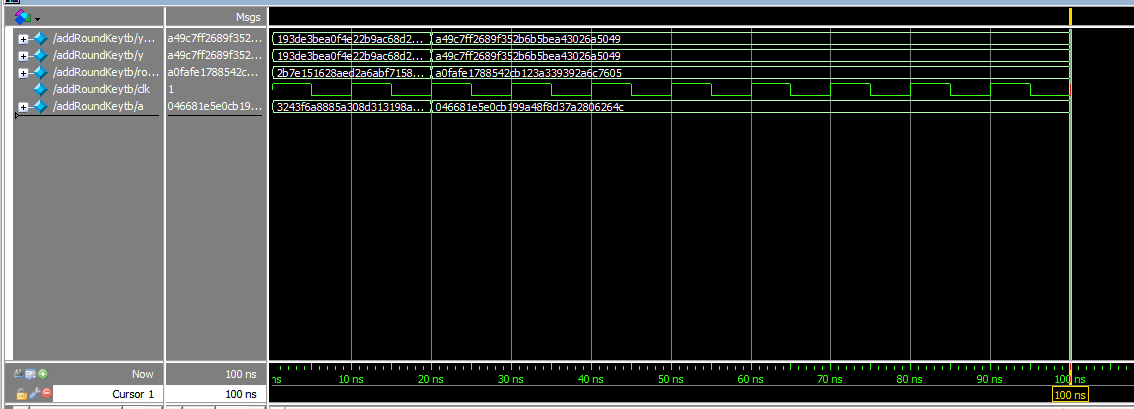 Msgs
/addRoundKeytb/y... a49c7ff2689f352... 193de3bea0f4e22b9ac68d2... a49c7ff2689f352b6b5bea43026a5049
/addRoundKeytb/y a49c7ff2689f352... 193de3bea0f4e22b9ac68d2... a49c7ff2689f352b6b5bea43026a5049
/addRoundKeytb/ro... a0fafe1788542c... 2b7e151628aed2a6abf7158... a0fafe1788542cb123a339392a6c7605
/addRoundKeytb/clk 1
/addRoundKeytb/a 046681e5e0cb19... 3243f6a8885a308d313198a... 046681e5e0cb199a48f8d37a2806264c
Now 100 ns ns 10 ns 20 ns 30 ns 40 ns 50 ns 60 ns 70 ns 80 ns 90 ns 100 ns
Cursor 1 100 ns 100 ns